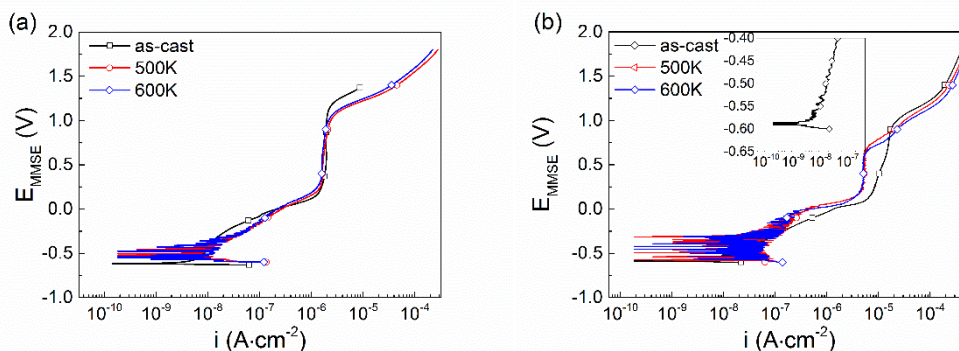 (a)
2.0
1.5
1.0
0.5
0.0
-0.5
-1.0
E_MMSE (V)
as-cast
500K
600K
10^-10 10^-9 10^-8 10^-7 10^-6 10^-5 10^-4
i (A·cm^-2)
(b)
2.0
1.5
1.0
0.5
0.0
-0.5
-1.0
E_MMSE (V)
as-cast
500K
600K
-0.40
-0.45
-0.50
-0.55
-0.60
-0.65
10^-10 10^-9 10^-8 10^-7
10^-10 10^-9 10^-8 10^-7 10^-6 10^-5 10^-4
i (A·cm^-2)